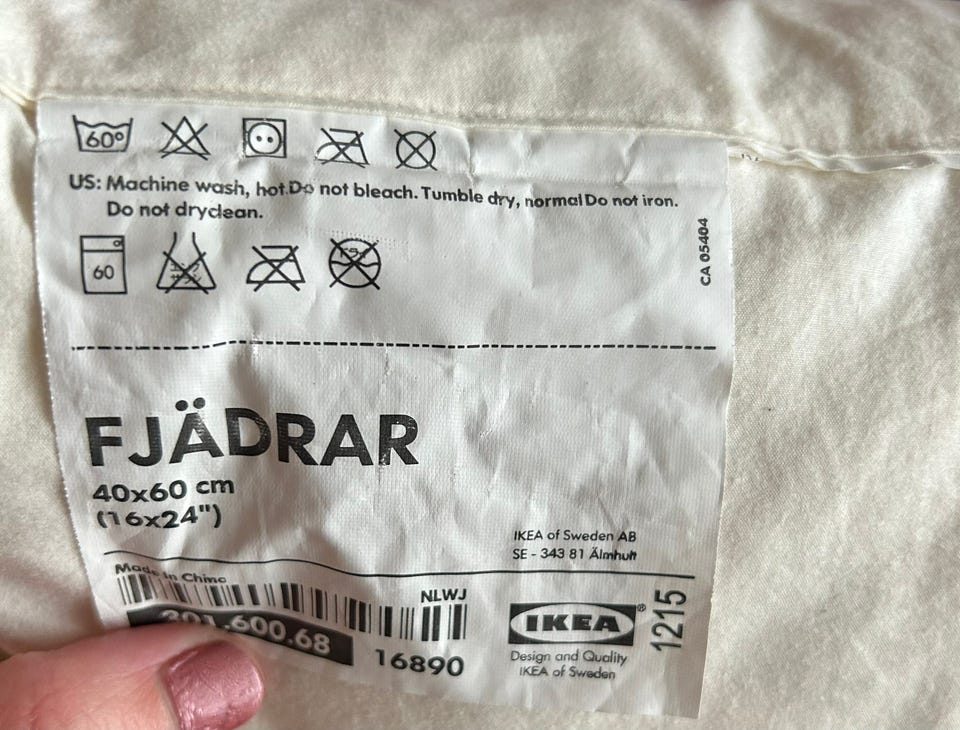 60°
US: Machine wash, hot.Do not bleach. Tumble dry, normal Do not iron.
Do not dryclean.
60
CA 05404
FJÄDRAR
40x60 cm
(16x24")
IKEA of Sweden AB
SE - 343 81 Älmhult
Made in China
NLWJ
301.600.68
16890
IKEA®
Design and Quality
IKEA of Sweden
1215